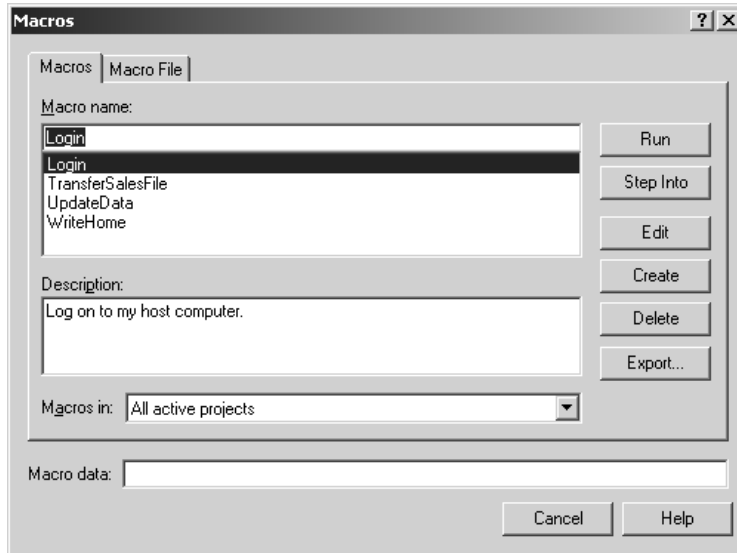 Macros
Macros Macro File
Macro name:
Login
Login
TransferSalesFile
UpdateData
WriteHome
Run
Step Into
Edit
Create
Delete
Export...
Description:
Log on to my host computer.
Macros in: All active projects
Macro data:
Cancel Help